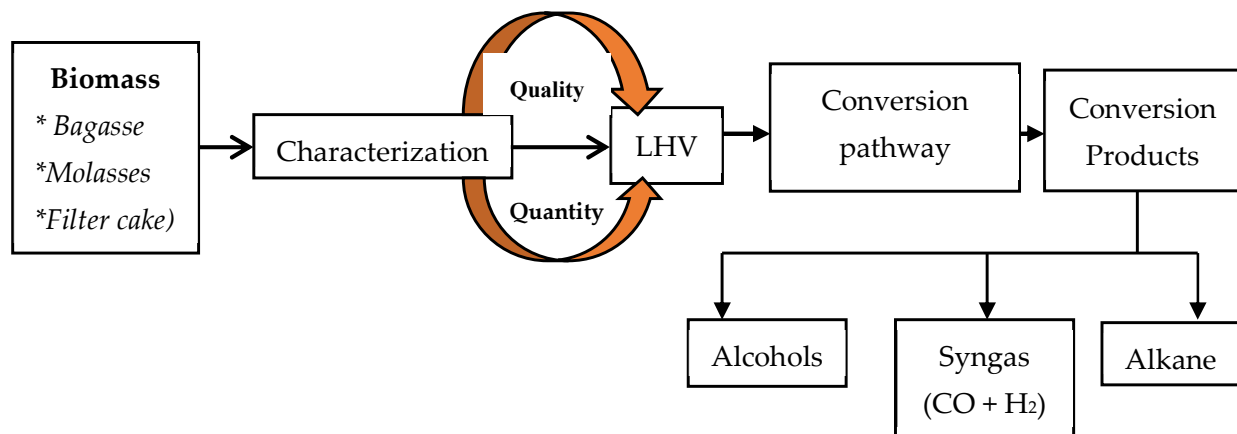 Biomass
* Bagasse
*Molasses
*Filter cake)
Characterization
Quality
Quantity
LHV
Conversion
pathway
Conversion
Products
Alcohols
Syngas
(CO + H₂)
Alkane